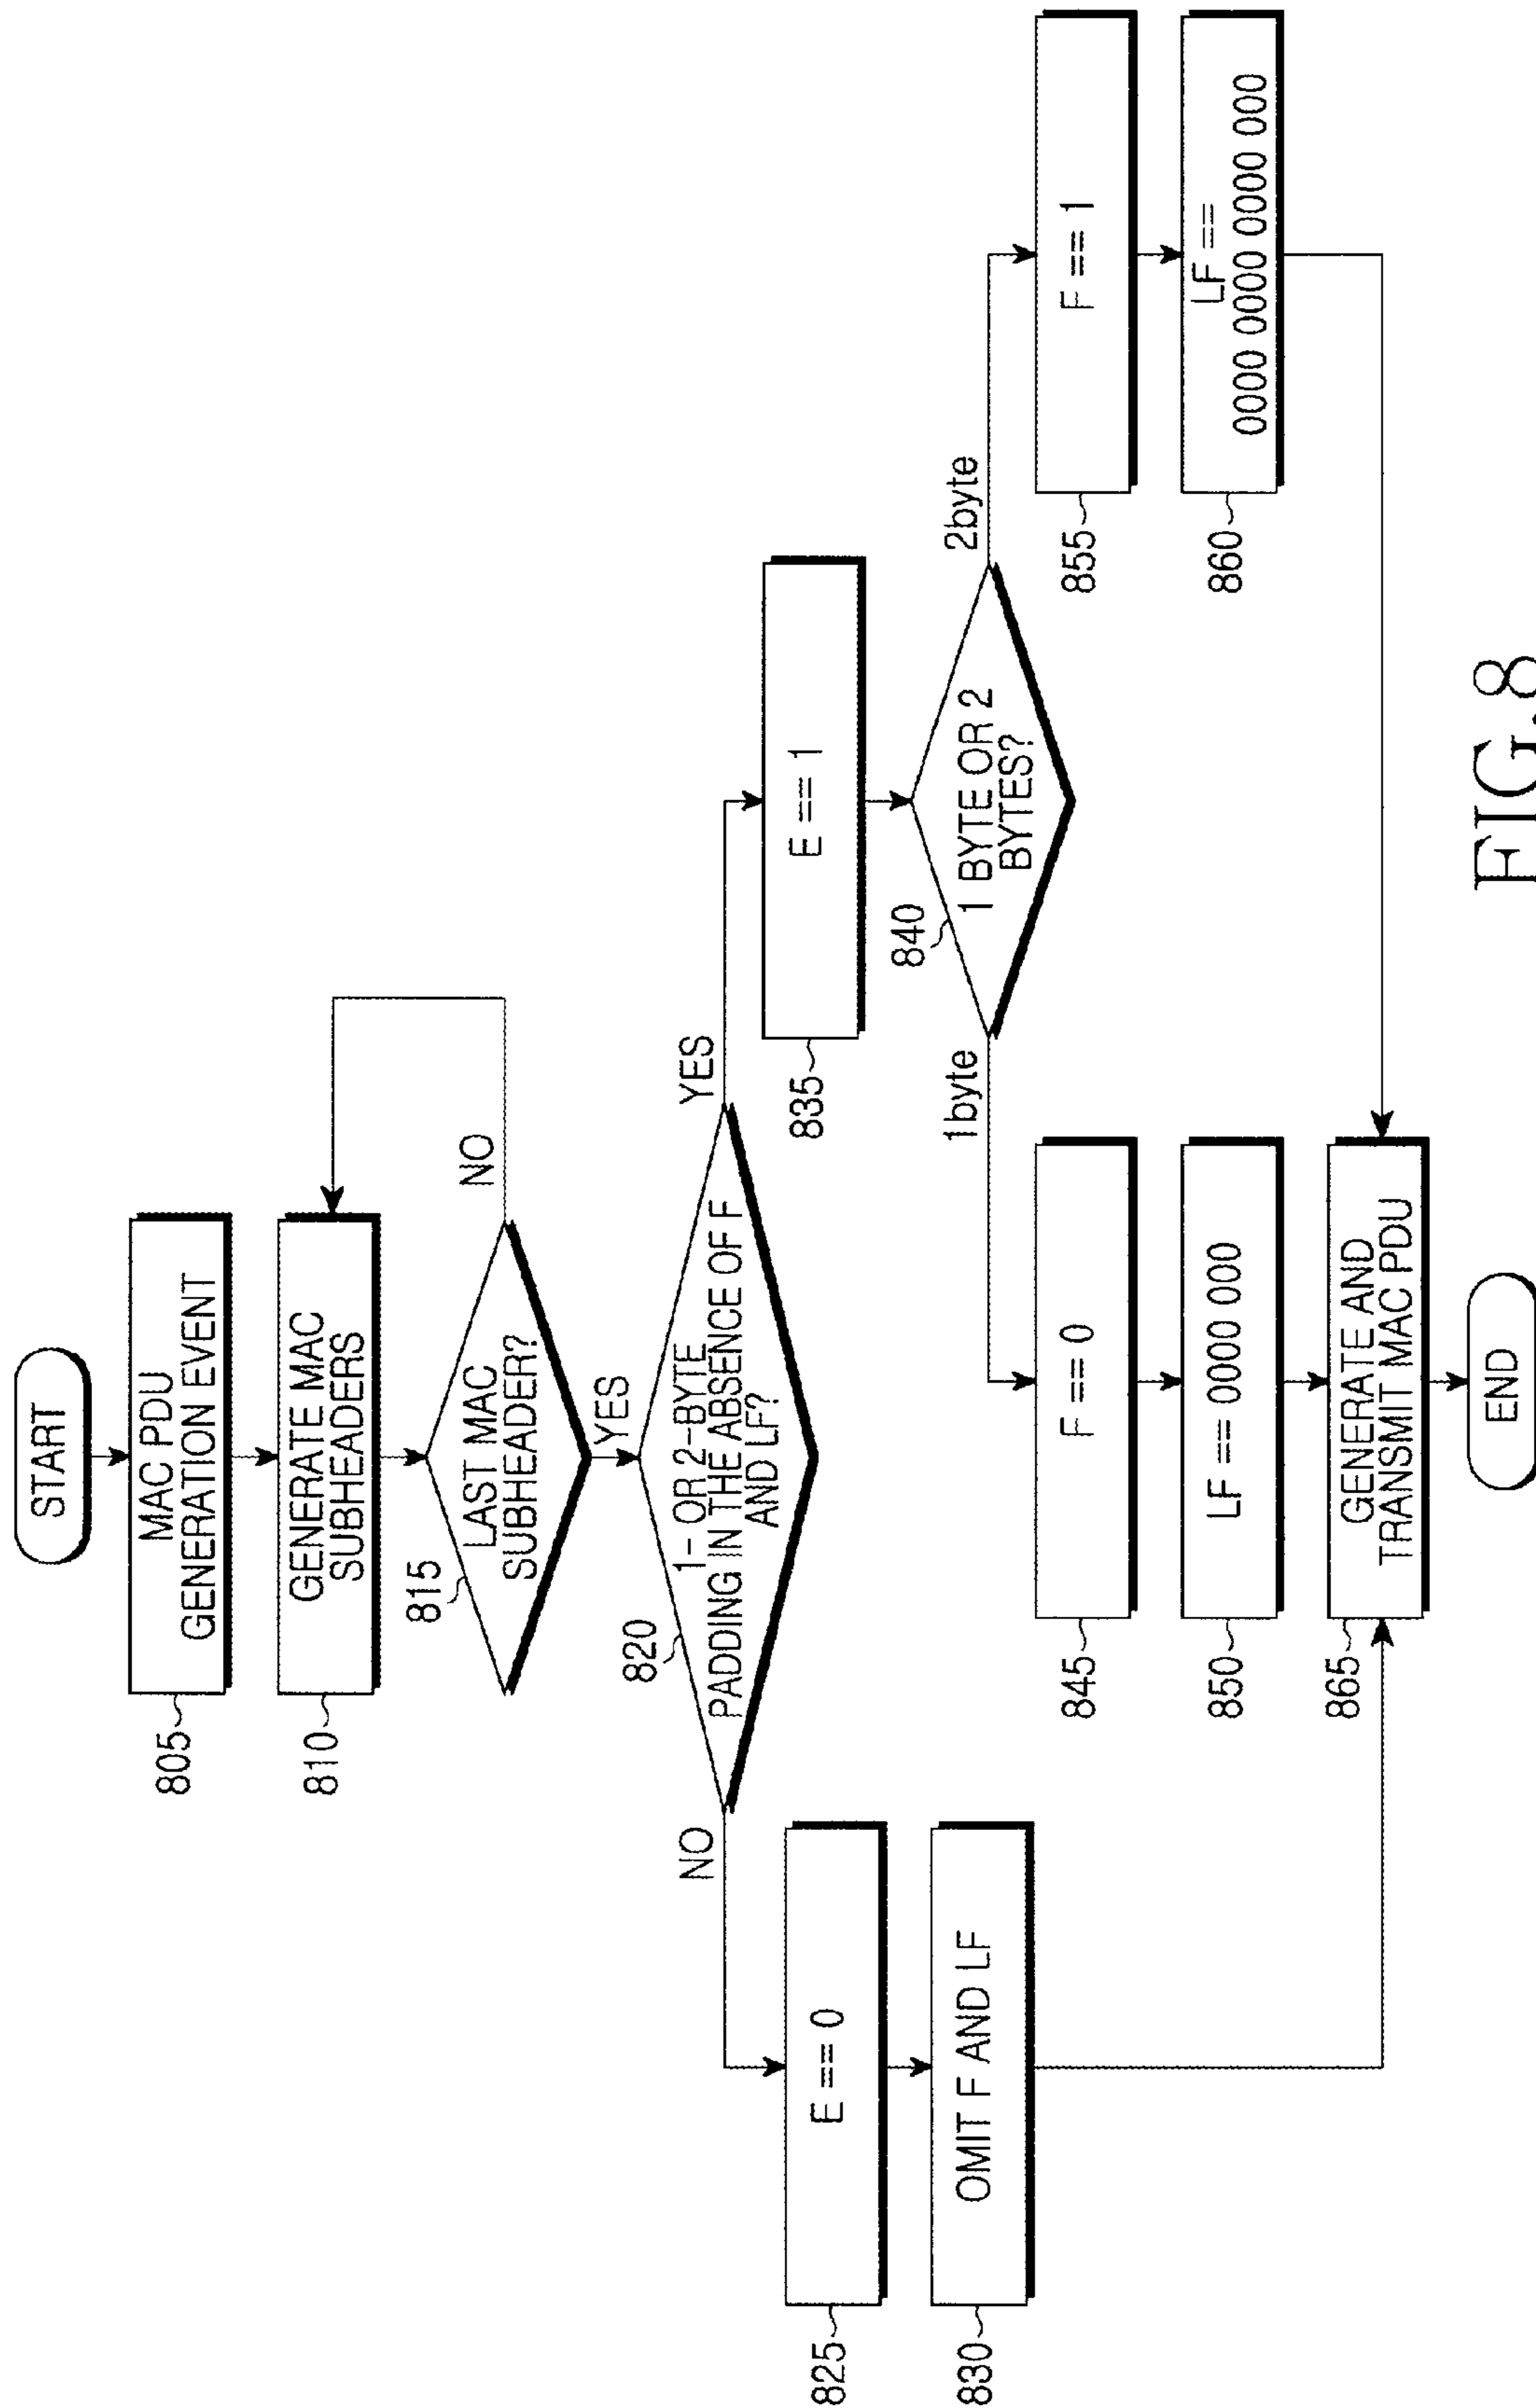 START
805
MAC PDU
GENERATION EVENT
810
GENERATE MAC
SUBHEADERS
815
LAST MAC
SUBHEADER?
NO
YES
820
1- OR 2-BYTE
PADDING IN THE ABSENCE OF F
AND LF?
NO
YES
825
E == 0
830
OMIT F AND LF
835
E == 1
840
1 BYTE OR 2
BYTES?
1byte
2byte
845
F == 0
850
LF == 0000 000
855
F == 1
860
LF ==
0000 0000 0000 0000 000
865
GENERATE AND
TRANSMIT MAC PDU
END
FIG.8